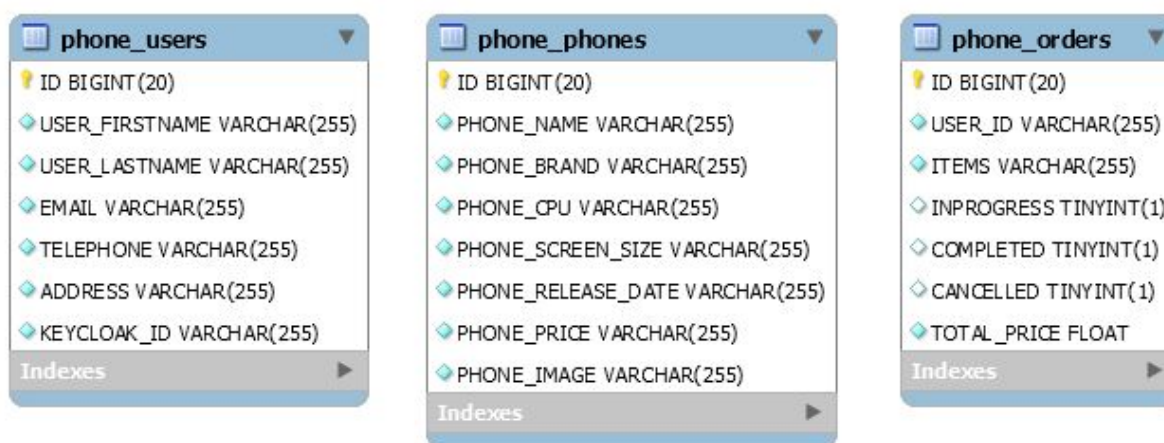 phone_users
ID BIGINT(20)
USER_FIRSTNAME VARCHAR(255)
USER_LASTNAME VARCHAR(255)
EMAIL VARCHAR(255)
TELEPHONE VARCHAR(255)
ADDRESS VARCHAR(255)
KEYCLOAK_ID VARCHAR(255)
Indexes
phone_phones
ID BIGINT(20)
PHONE_NAME VARCHAR(255)
PHONE_BRAND VARCHAR(255)
PHONE_CPU VARCHAR(255)
PHONE_SCREEN_SIZE VARCHAR(255)
PHONE_RELEASE_DATE VARCHAR(255)
PHONE_PRICE VARCHAR(255)
PHONE_IMAGE VARCHAR(255)
Indexes
phone_orders
ID BIGINT(20)
USER_ID VARCHAR(255)
ITEMS VARCHAR(255)
INPROGRESS TINYINT(1)
COMPLETED TINYINT(1)
CANCELLED TINYINT(1)
TOTAL_PRICE FLOAT
Indexes